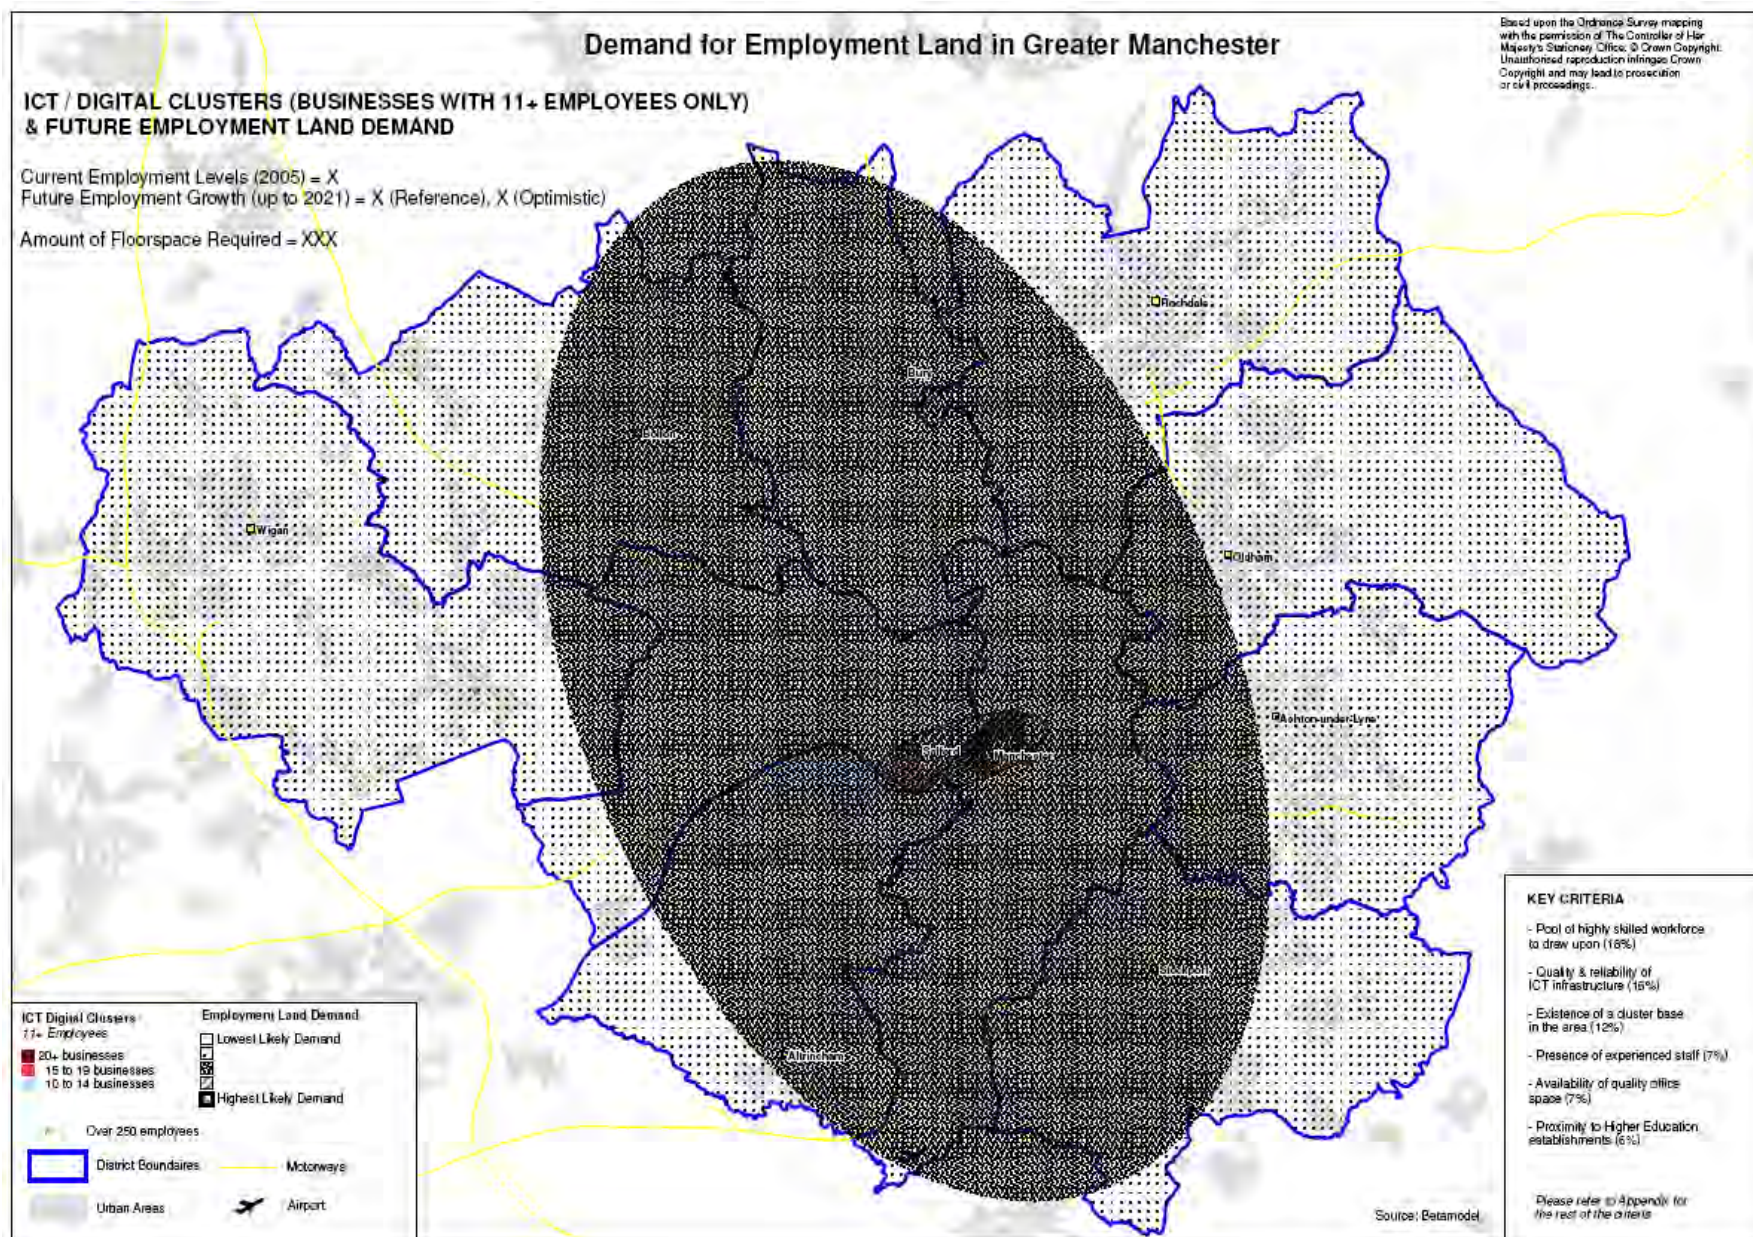 Demand for Employment Land in Greater Manchester
Based upon the Ordnance Survey mapping
with the permission of The Controller of Her
Majesty's Stationery Office. © Crown Copyright.
Unauthorised reproduction infringes Crown
Copyright and may lead to prosecution
or civil proceedings.
ICT / DIGITAL CLUSTERS (BUSINESSES WITH 11+ EMPLOYEES ONLY)
& FUTURE EMPLOYMENT LAND DEMAND
Current Employment Levels (2005) = X
Future Employment Growth (up to 2021) = X (Reference), X (Optimistic)
Amount of Floorspace Required = XXX
Rochdale
Bury
Bolton
Wigan
Oldham
Ashton-under-Lyne
Salford
Manchester
Stockport
Altrincham
ICT Digital Clusters
11+ Employees
20+ businesses
15 to 19 businesses
10 to 14 businesses
Over 250 employees
District Boundaires
Urban Areas
Employment Land Demand
Lowest Likely Demand
Highest Likely Demand
Motorways
Airport
Source: Betamodel
KEY CRITERIA
- Pool of highly skilled workforce
to draw upon (18%)
- Quality & reliability of
ICT infrastructure (16%)
- Existence of a cluster base
in the area (12%)
- Presence of experienced staff (7%)
- Availability of quality office
space (7%)
- Proximity to Higher Education
establishments (6%)
Please refer to Appendix for
the rest of the criteria